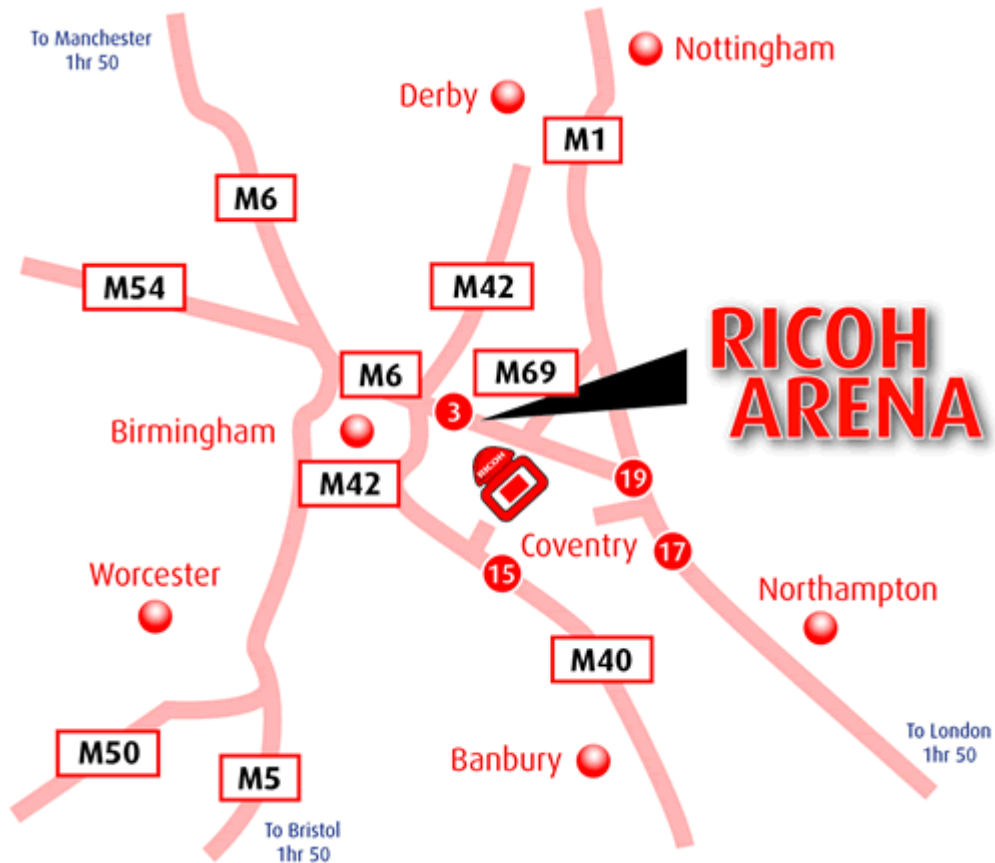 To Manchester
1hr 50
Nottingham
Derby
M1
M6
M54
M42
RICOH
ARENA
M6
M69
3
Birmingham
RICOH
M42
19
Coventry
17
15
Worcester
Northampton
M40
To London
1hr 50
M50
Banbury
M5
To Bristol
1hr 50